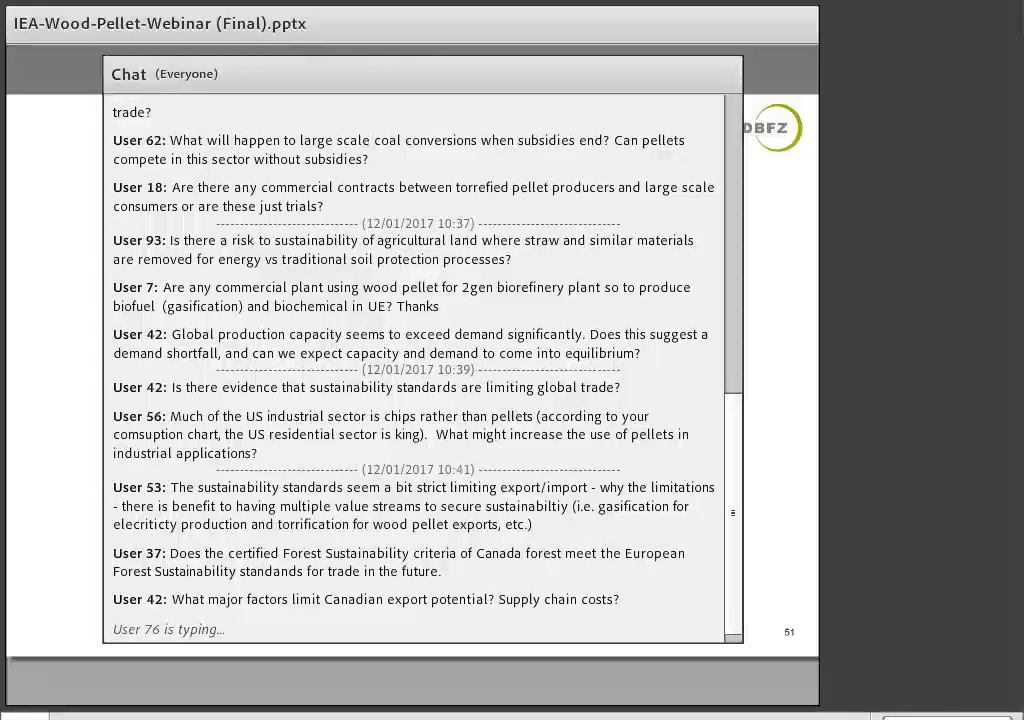 IEA-Wood-Pellet-Webinar (Final).pptx
Chat (Everyone)
DBFZ
trade?
User 62: What will happen to large scale coal conversions when subsidies end? Can pellets
compete in this sector without subsidies?
User 18: Are there any commercial contracts between torrefied pellet producers and large scale
consumers or are these just trials?
---------------------------- (12/01/2017 10:37) ----------------------------
User 93: Is there a risk to sustainability of agricultural land where straw and similar materials
are removed for energy vs traditional soil protection processes?
User 7: Are any commercial plant using wood pellet for 2gen biorefinery plant so to produce
biofuel (gasification) and biochemical in UE? Thanks
User 42: Global production capacity seems to exceed demand significantly. Does this suggest a
demand shortfall, and can we expect capacity and demand to come into equilibrium?
---------------------------- (12/01/2017 10:39) ----------------------------
User 42: Is there evidence that sustainability standards are limiting global trade?
User 56: Much of the US industrial sector is chips rather than pellets (according to your
comsuption chart, the US residential sector is king). What might increase the use of pellets in
industrial applications?
---------------------------- (12/01/2017 10:41) ----------------------------
User 53: The sustainability standards seem a bit strict limiting export/import - why the limitations
- there is benefit to having multiple value streams to secure sustainabiltiy (i.e. gasification for
elecriticty production and torrification for wood pellet exports, etc.)
User 37: Does the certified Forest Sustainability criteria of Canada forest meet the European
Forest Sustainability standands for trade in the future.
User 42: What major factors limit Canadian export potential? Supply chain costs?
User 76 is typing...
51